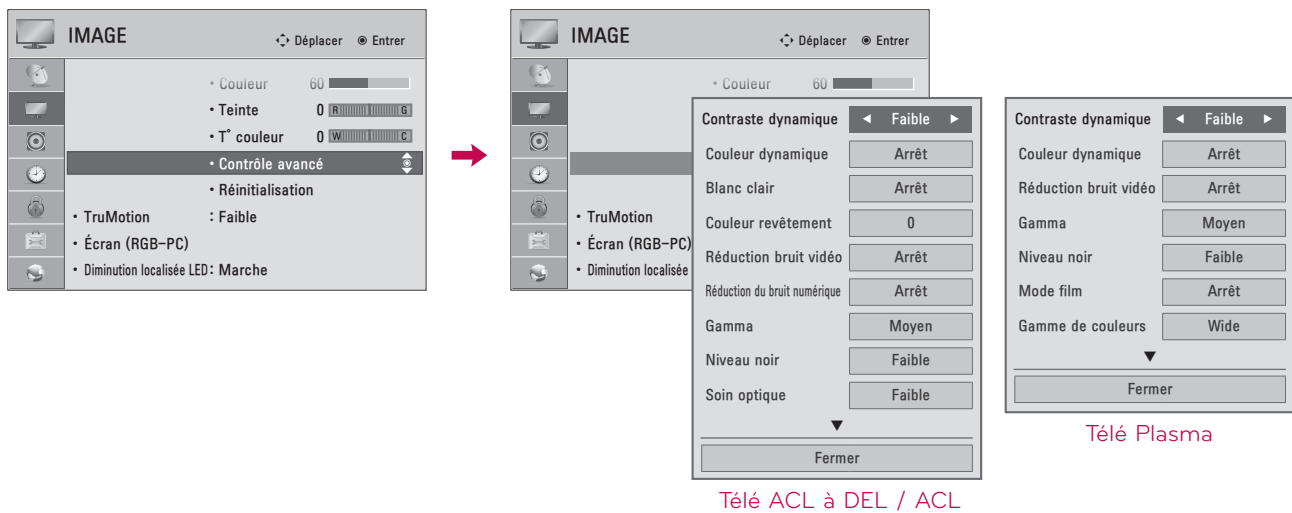 IMAGE
Déplacer Entrer
• Couleur 60
• Teinte 0 R G
• T° couleur 0 W C
• Contrôle avancé
• Réinitialisation
• TruMotion : Faible
• Écran (RGB-PC)
• Diminution localisée LED: Marche
IMAGE
Déplacer Entrer
• Couleur 60
• TruMotion
• Écran (RGB-PC)
• Diminution localisée
Contraste dynamique ◄ Faible ►
Couleur dynamique Arrêt
Blanc clair Arrêt
Couleur revêtement 0
Réduction bruit vidéo Arrêt
Réduction du bruit numérique Arrêt
Gamma Moyen
Niveau noir Faible
Soin optique Faible
▼
Fermer
Télé ACL à DEL / ACL
Contraste dynamique ◄ Faible ►
Couleur dynamique Arrêt
Réduction bruit vidéo Arrêt
Gamma Moyen
Niveau noir Faible
Mode film Arrêt
Gamme de couleurs Wide
▼
Fermer
Télé Plasma